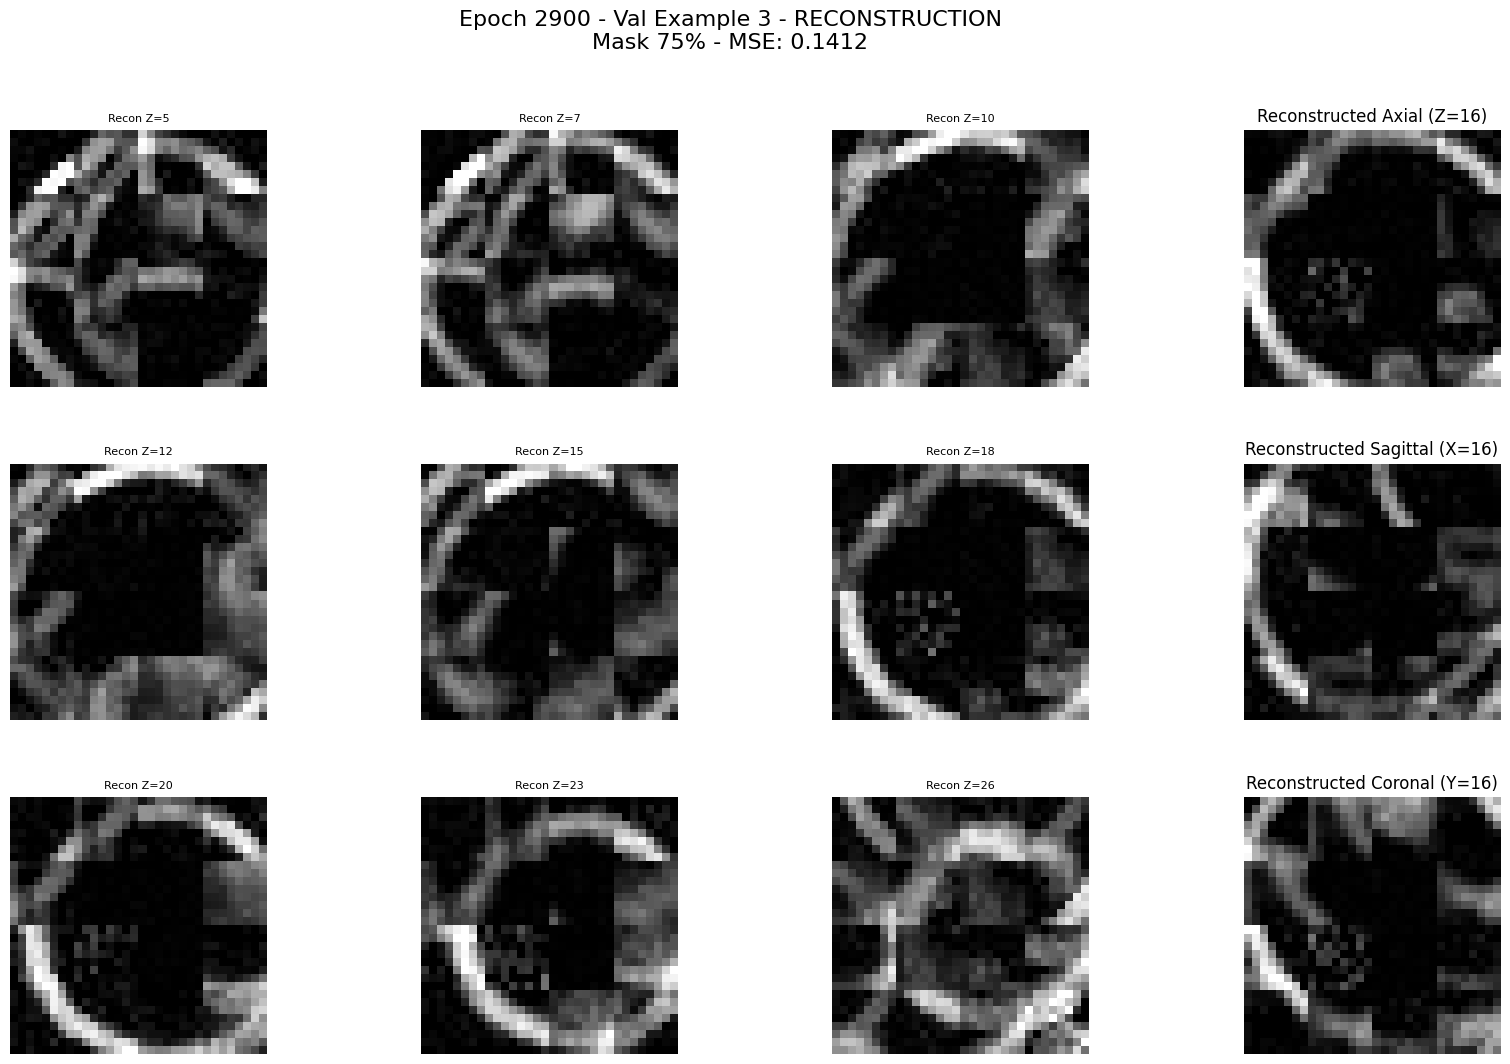 Epoch 2900 - Val Example 3 - RECONSTRUCTION
Mask 75% - MSE: 0.1412
Recon Z=5
Recon Z=7
Recon Z=10
Reconstructed Axial (Z=16)
Recon Z=12
Recon Z=15
Recon Z=18
Reconstructed Sagittal (X=16)
Recon Z=20
Recon Z=23
Recon Z=26
Reconstructed Coronal (Y=16)